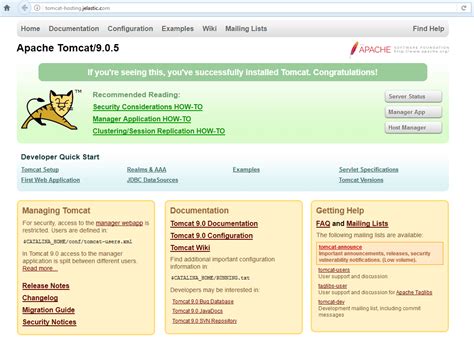 tomcat-hosting.jelastic.com
Home Documentation Configuration Examples Wiki Mailing Lists Find Help
Apache Tomcat/9.0.5
APACHE SOFTWARE FOUNDATION
http://www.apache.org/
If you're seeing this, you've successfully installed Tomcat. Congratulations!
TM
Recommended Reading:
Security Considerations HOW-TO
Manager Application HOW-TO
Clustering/Session Replication HOW-TO
Server Status
Manager App
Host Manager
Developer Quick Start
Tomcat Setup Realms & AAA Examples Servlet Specifications
First Web Application JDBC DataSources Tomcat Versions
Managing Tomcat
For security, access to the manager webapp is
restricted. Users are defined in:
$CATALINA_HOME/conf/tomcat-users.xml
In Tomcat 9.0 access to the manager
application is split between different users.
Read more...
Release Notes
Changelog
Migration Guide
Security Notices
Documentation
Tomcat 9.0 Documentation
Tomcat 9.0 Configuration
Tomcat Wiki
Find additional important configuration
information in:
$CATALINA_HOME/RUNNING.txt
Developers may be interested in:
Tomcat 9.0 Bug Database
Tomcat 9.0 JavaDocs
Tomcat 9.0 SVN Repository
Getting Help
FAQ and Mailing Lists
The following mailing lists are available:
tomcat-announce
Important announcements, releases, security
vulnerability notifications. (Low volume).
tomcat-users
User support and discussion
taglibs-user
User support and discussion for Apache Taglibs
tomcat-dev
Development mailing list, including commit
messages